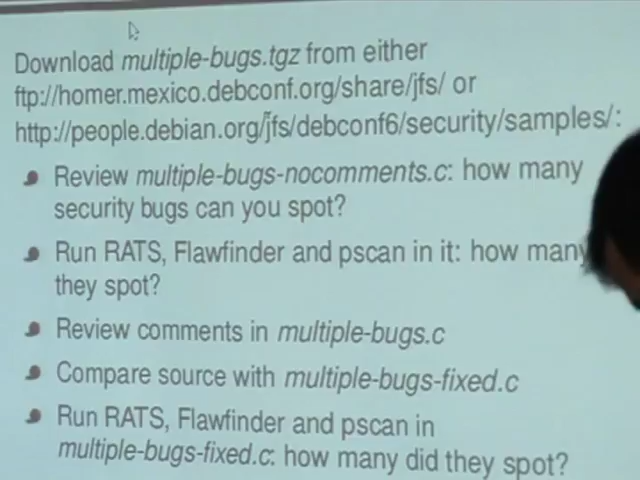 Download multiple-bugs.tgz from either
ftp://homer.mexico.debconf.org/share/jfs/ or
http://people.debian.org/jfs/debconf6/security/samples/:
Review multiple-bugs-nocomments.c: how many
security bugs can you spot?
Run RATS, Flawfinder and pscan in it: how many
they spot?
Review comments in multiple-bugs.c
Compare source with multiple-bugs-fixed.c
Run RATS, Flawfinder and pscan in
multiple-bugs-fixed.c: how many did they spot?